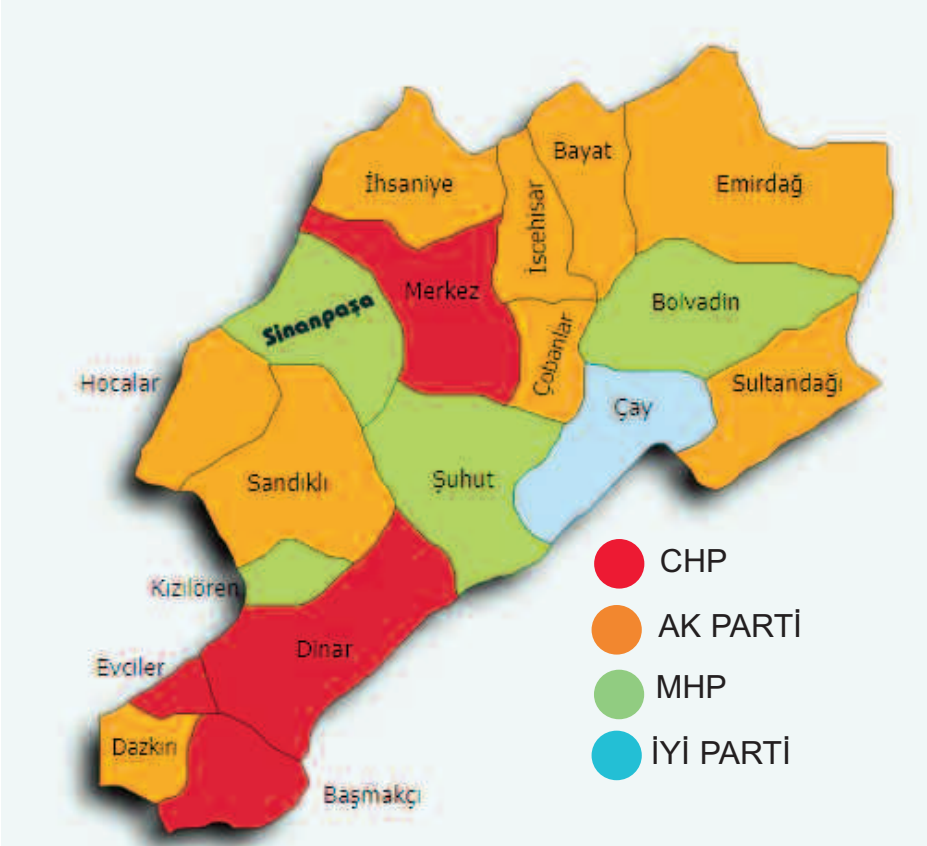 Bayat
İhsaniye
Emirdağ
İscehisar
Merkez
Bolvadin
Sinanpaşa
Çobanlar
Hocalar
Sultandağı
Çay
Sandıklı
Şuhut
CHP
Kızılören
AK PARTİ
Dinar
Evciler
MHP
Dazkırı
İYİ PARTİ
Başmakçı